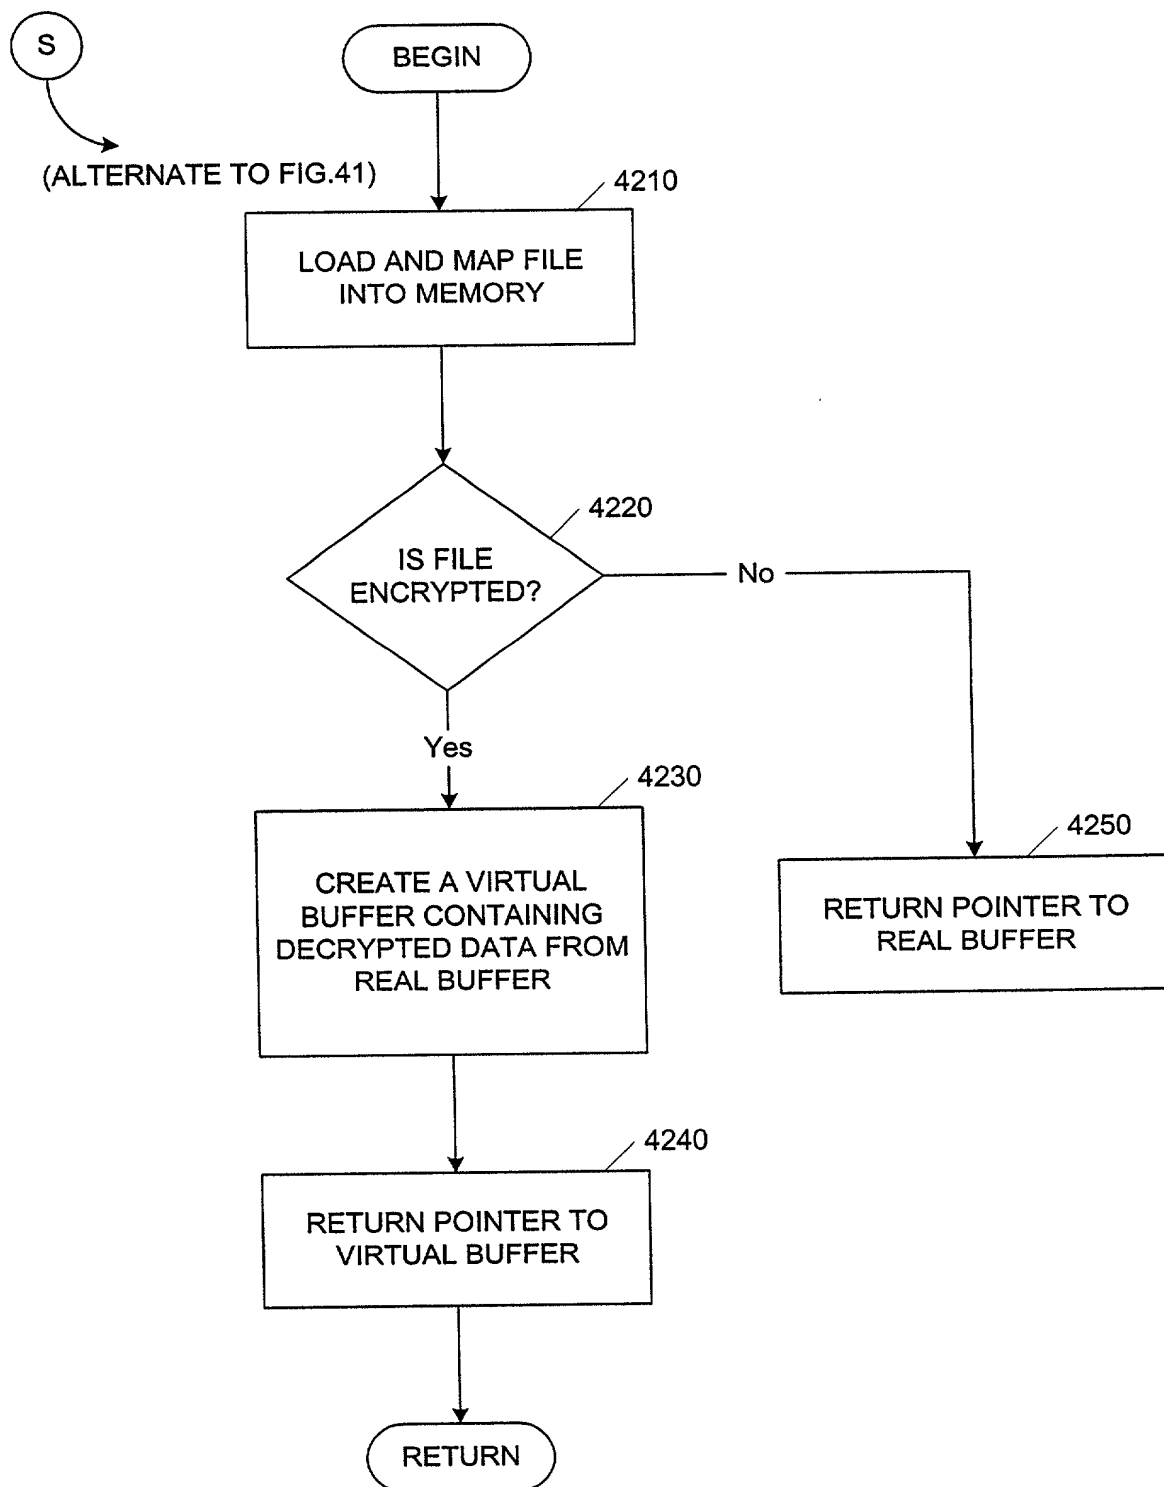 S
BEGIN
(ALTERNATE TO FIG.41)
4210
LOAD AND MAP FILE
INTO MEMORY
4220
IS FILE
ENCRYPTED?
No
Yes
4230
CREATE A VIRTUAL
BUFFER CONTAINING
DECRYPTED DATA FROM
REAL BUFFER
4250
RETURN POINTER TO
REAL BUFFER
4240
RETURN POINTER TO
VIRTUAL BUFFER
RETURN